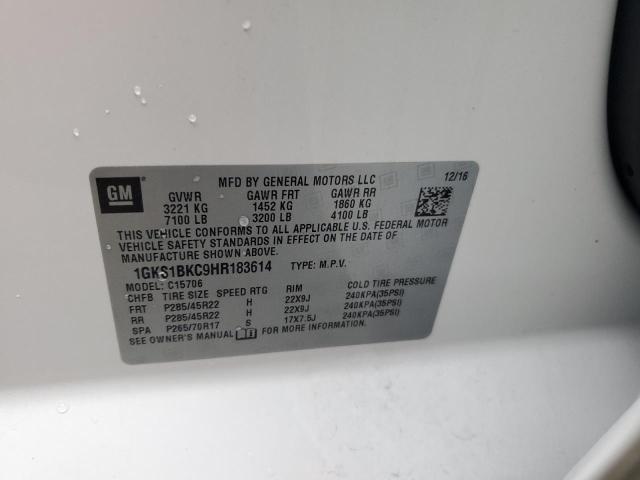 GM
MFD BY GENERAL MOTORS LLC 12/16
GVWR GAWR FRT GAWR RR
3221 KG 1452 KG 1860 KG
7100 LB 3200 LB 4100 LB
THIS VEHICLE CONFORMS TO ALL APPLICABLE U.S. FEDERAL MOTOR
VEHICLE SAFETY STANDARDS IN EFFECT ON THE DATE OF
MANUFACTURE SHOWN ABOVE.
1GKS1BKC9HR183614 TYPE: M.P.V.
MODEL: C15706
CHFB TIRE SIZE SPEED RTG RIM COLD TIRE PRESSURE
FRT P285/45R22 H 22X9J 240KPA(35PSI)
RR P285/45R22 H 22X9J 240KPA(35PSI)
SPA P265/70R17 S 17X7.5J 240KPA(35PSI)
SEE OWNER'S MANUAL FOR MORE INFORMATION.